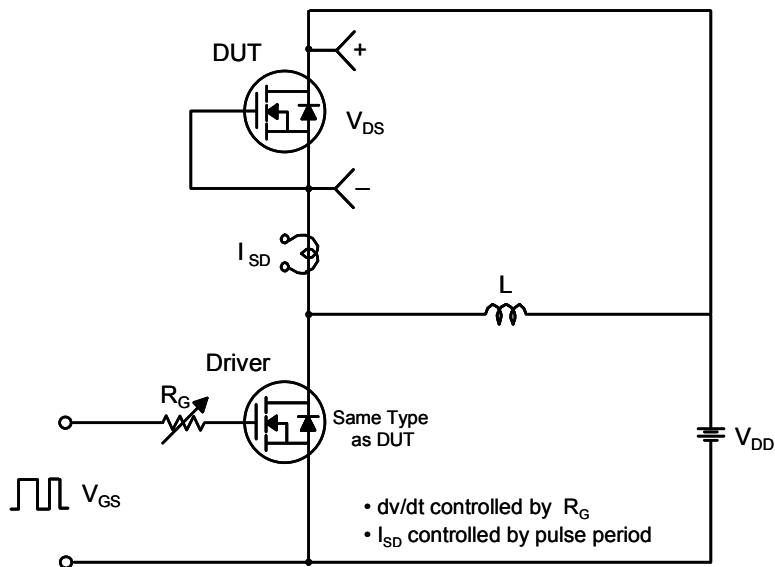 DUT
+
VDS
−
ISD
L
Driver
RG
Same Type
as DUT
VDD
VGS
• dv/dt controlled by RG
• ISD controlled by pulse period